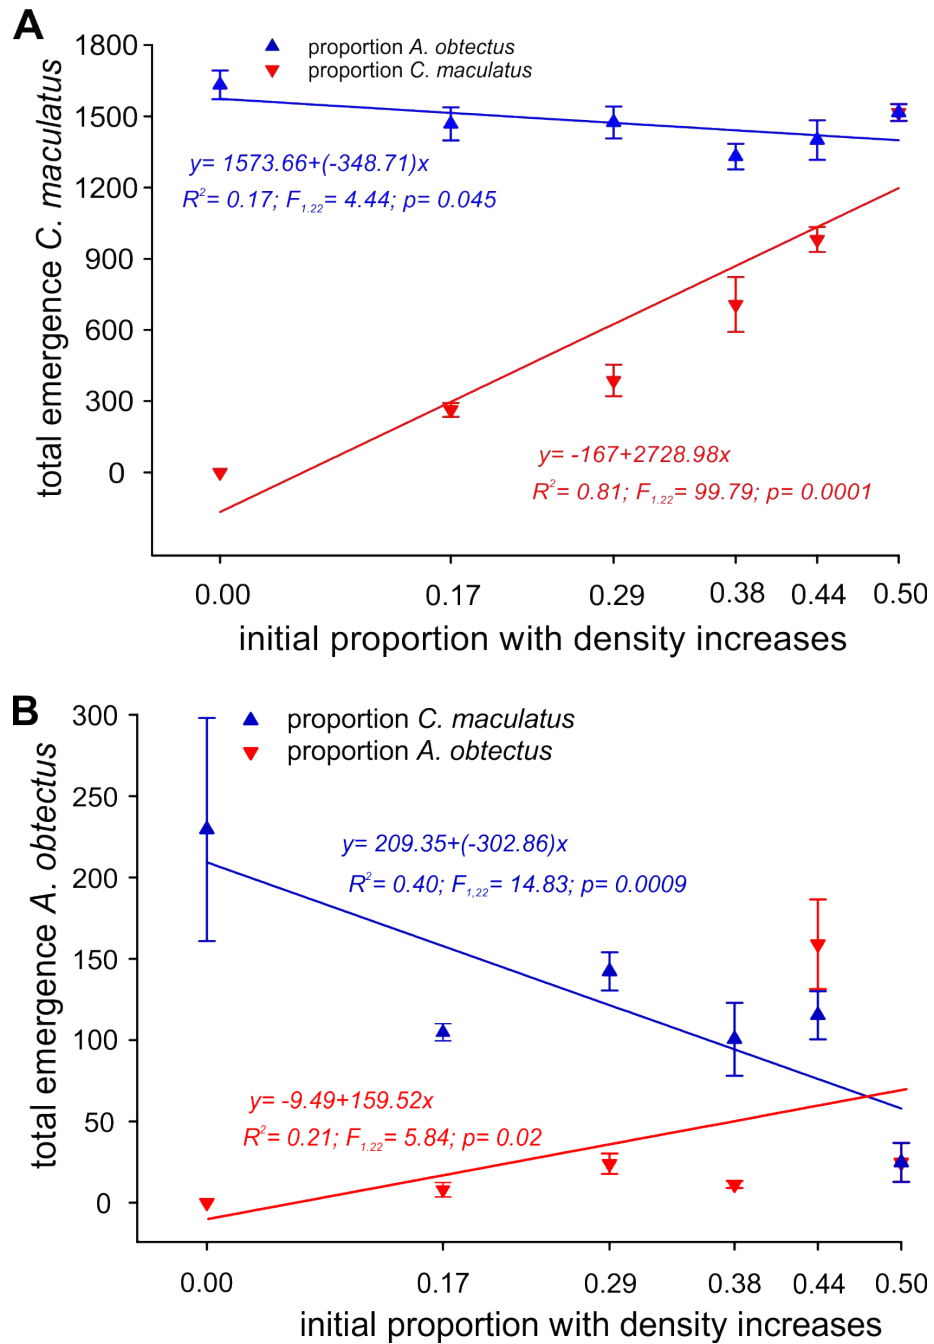 A
total emergence C. maculatus
1800
1500
1200
900
600
300
0
proportion A. obtectus
proportion C. maculatus
y= 1573.66+(-348.71)x
R²= 0.17; F₁.₂₂= 4.44; p= 0.045
y= -167+2728.98x
R²= 0.81; F₁.₂₂= 99.79; p= 0.0001
0.00 0.17 0.29 0.38 0.44 0.50
initial proportion with density increases
B
total emergence A. obtectus
300
250
200
150
100
50
0
proportion C. maculatus
proportion A. obtectus
y= 209.35+(-302.86)x
R²= 0.40; F₁,₂₂= 14.83; p= 0.0009
y= -9.49+159.52x
R²= 0.21; F₁.₂₂= 5.84; p= 0.02
0.00 0.17 0.29 0.38 0.44 0.50
initial proportion with density increases